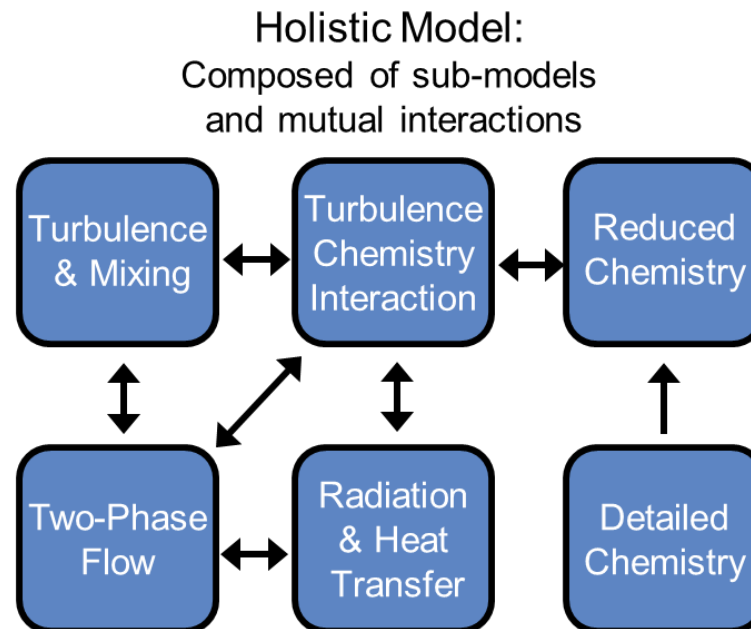 Holistic Model:
Composed of sub-models
and mutual interactions
Turbulence
& Mixing
Turbulence
Chemistry
Interaction
Reduced
Chemistry
Two-Phase
Flow
Radiation
& Heat
Transfer
Detailed
Chemistry